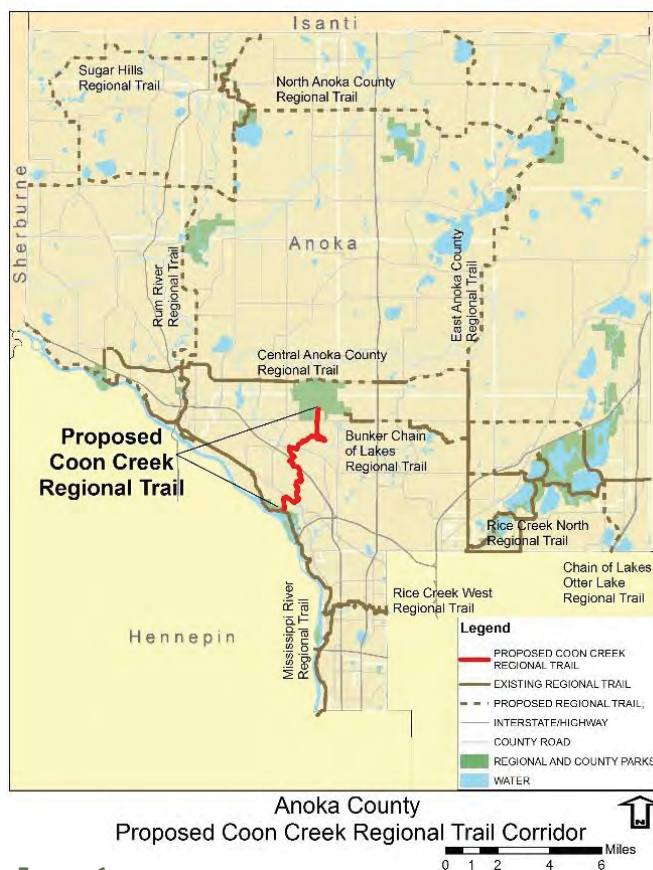 Isanti
Sugar Hills
Regional Trail
North Anoka County
Regional Trail
Sherburne
Anoka
Rum River
Regional Trail
East Anoka County
Regional Trail
Central Anoka County
Regional Trail
Proposed
Coon Creek
Regional Trail
Bunker Chain
of Lakes
Regional Trail
Rice Creek North
Regional Trail
Chain of Lakes
Otter Lake
Regional Trail
Rice Creek West
Regional Trail
Mississippi River
Regional Trail
Hennepin
Legend
PROPOSED COON CREEK
REGIONAL TRAIL
EXISTING REGIONAL TRAIL
PROPOSED REGIONAL TRAIL;
INTERSTATE/HIGHWAY
COUNTY ROAD
REGIONAL AND COUNTY PARKS
WATER
Anoka County
Proposed Coon Creek Regional Trail Corridor
N
Miles
0 1 2 4 6